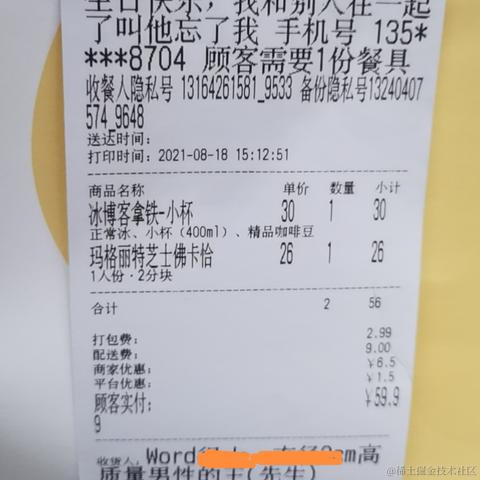 生日快乐，我和别人在一起
了叫他忘了我 手机号 135*
***8704 顾客需要1份餐具
收餐人隐私号 13164261581_9533 备份隐私号13240407
574_9648
送达时间：
打印时间：2021-08-18 15:12:51
商品名称 单价 数量 小计
冰博客拿铁-小杯 30 1 30
正常冰、小杯（400ml）、精品咖啡豆
玛格丽特芝士佛卡恰 26 1 26
1人份·2分块
合计 2 56
打包费： 2.99
配送费： 9.00
商家优惠： ¥6.5
平台优惠： ¥1.5
顾客实付： ¥59.9
9
收货人： Word 高
质量男性的王(先生)
@稀土掘金技术社区